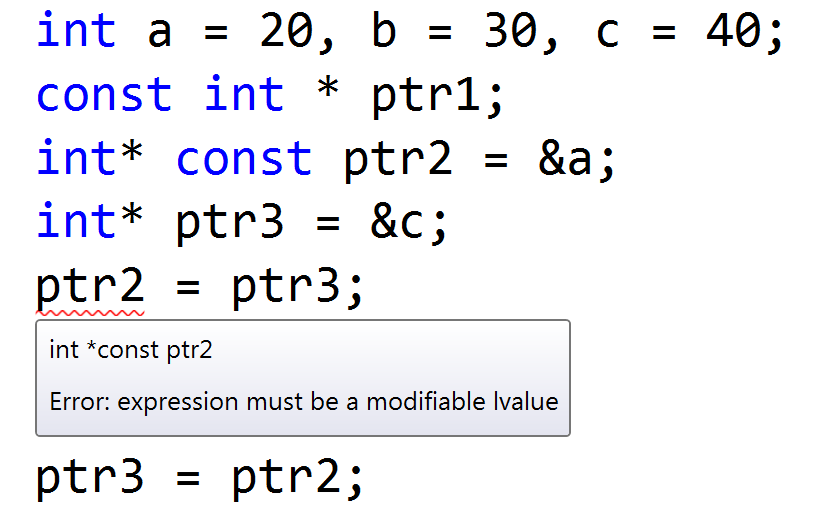 int a = 20, b = 30, c = 40;
const int * ptr1;
int* const ptr2 = &a;
int* ptr3 = &c;
ptr2 = ptr3;
int *const ptr2
Error: expression must be a modifiable lvalue
ptr3 = ptr2;